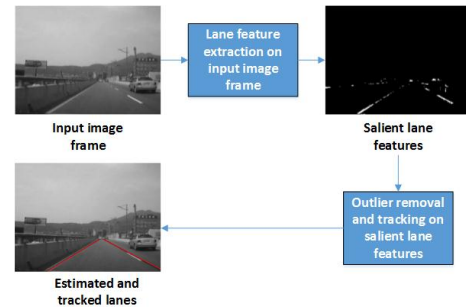 Lane feature
extraction on
input image
frame
Input image
frame
Salient lane
features
Outlier removal
and tracking on
salient lane
features
Estimated and
tracked lanes